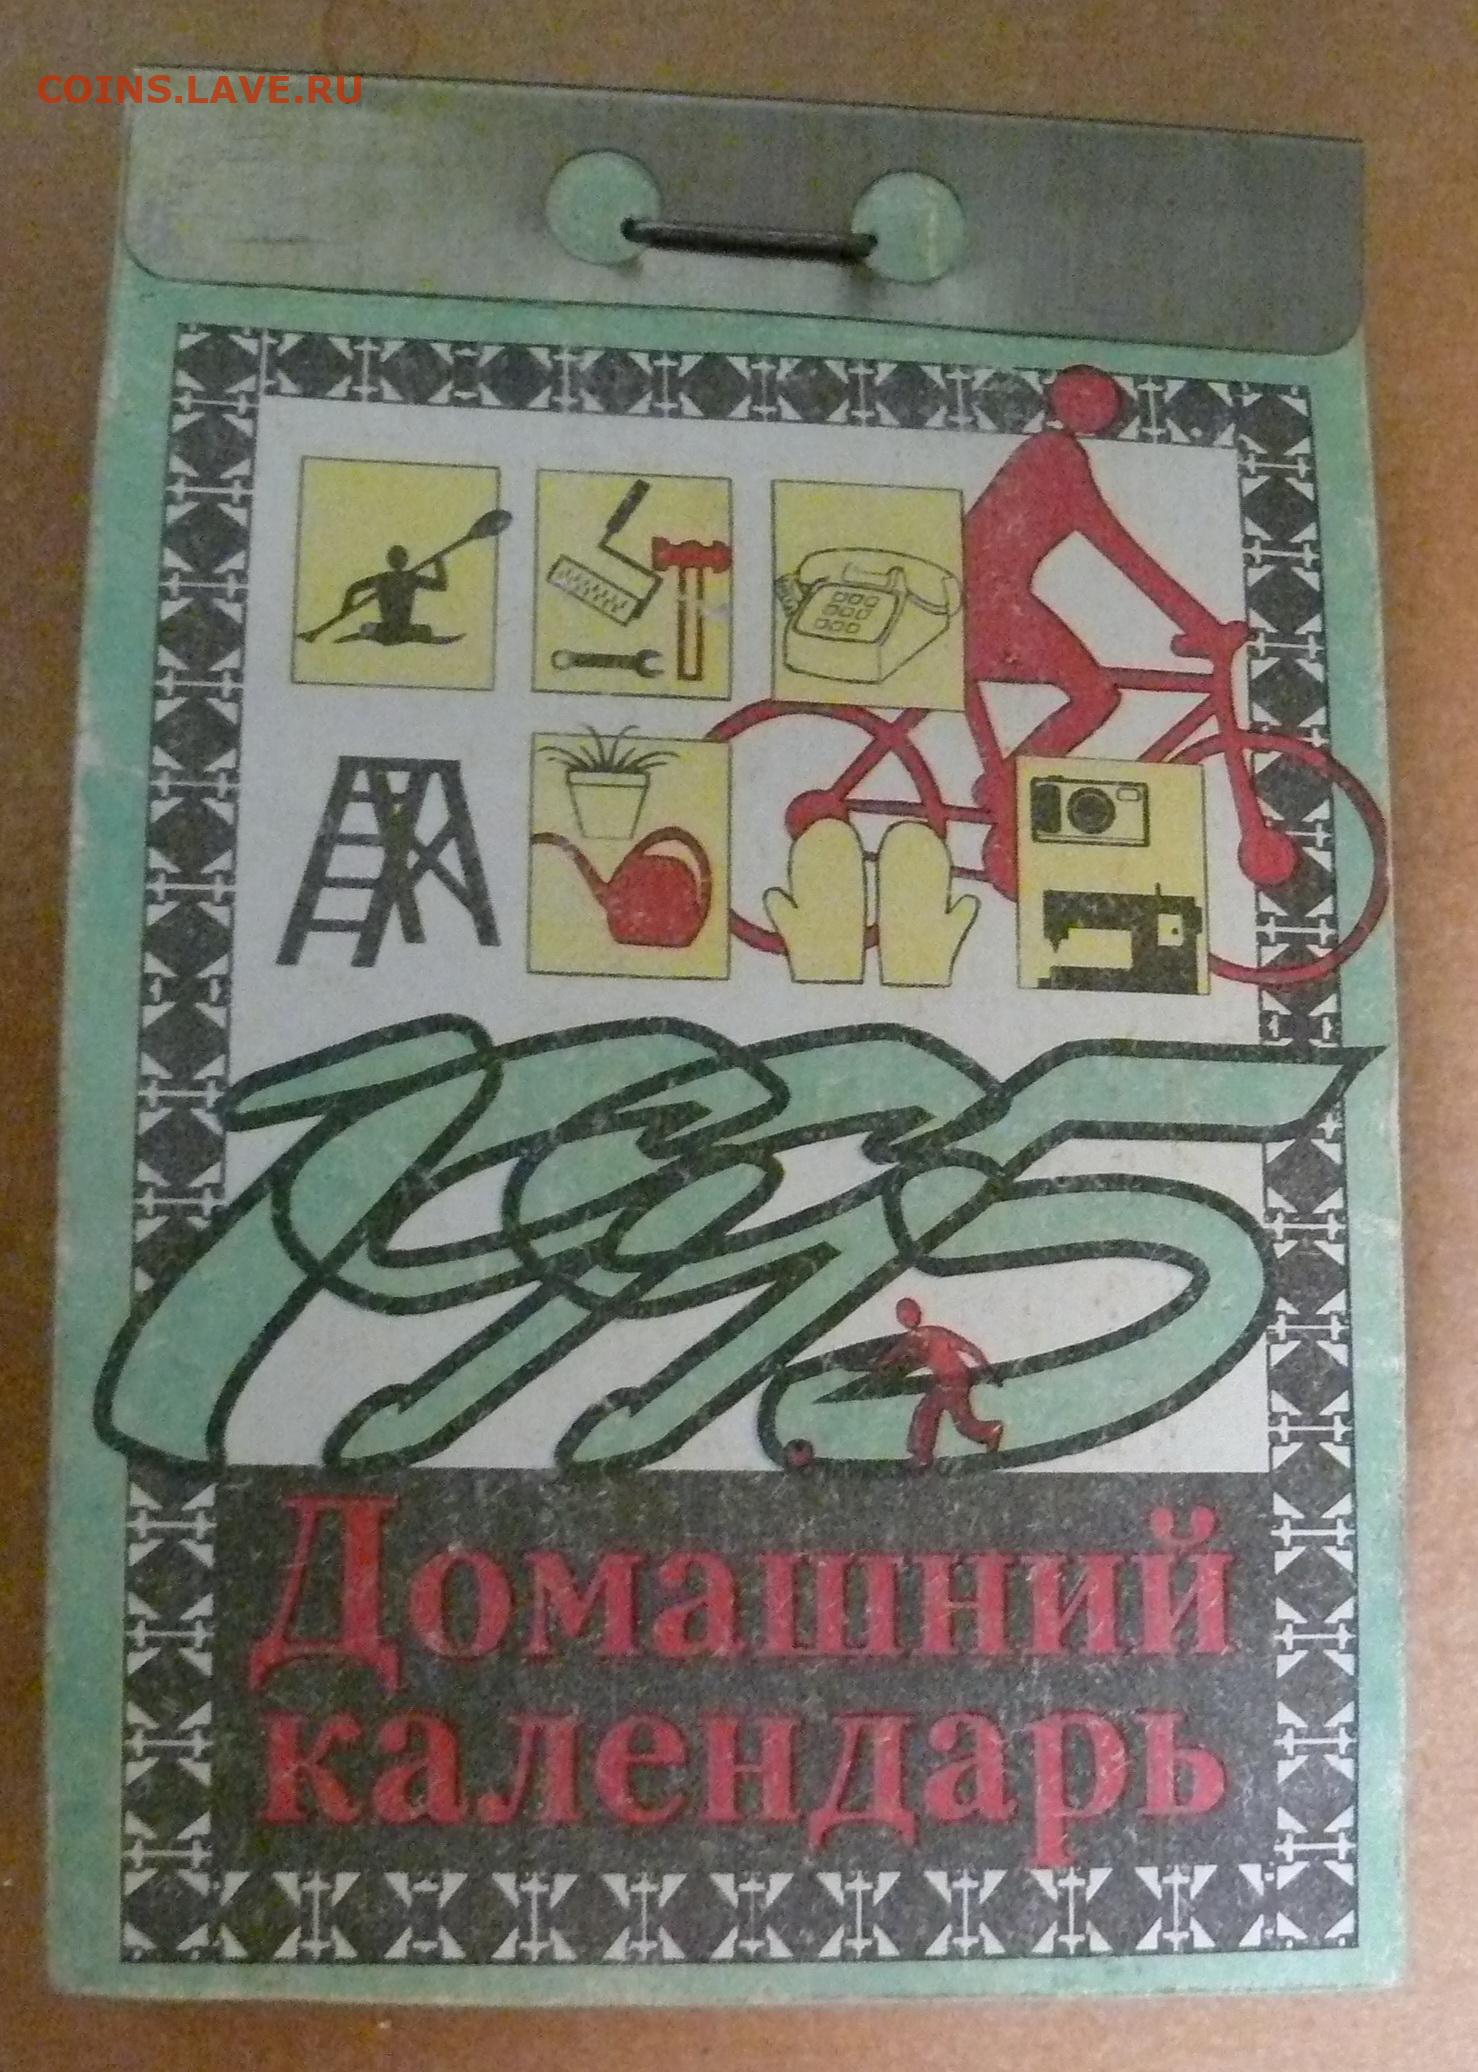 COINS.LAVE.RU
1995
Домашний
календарь